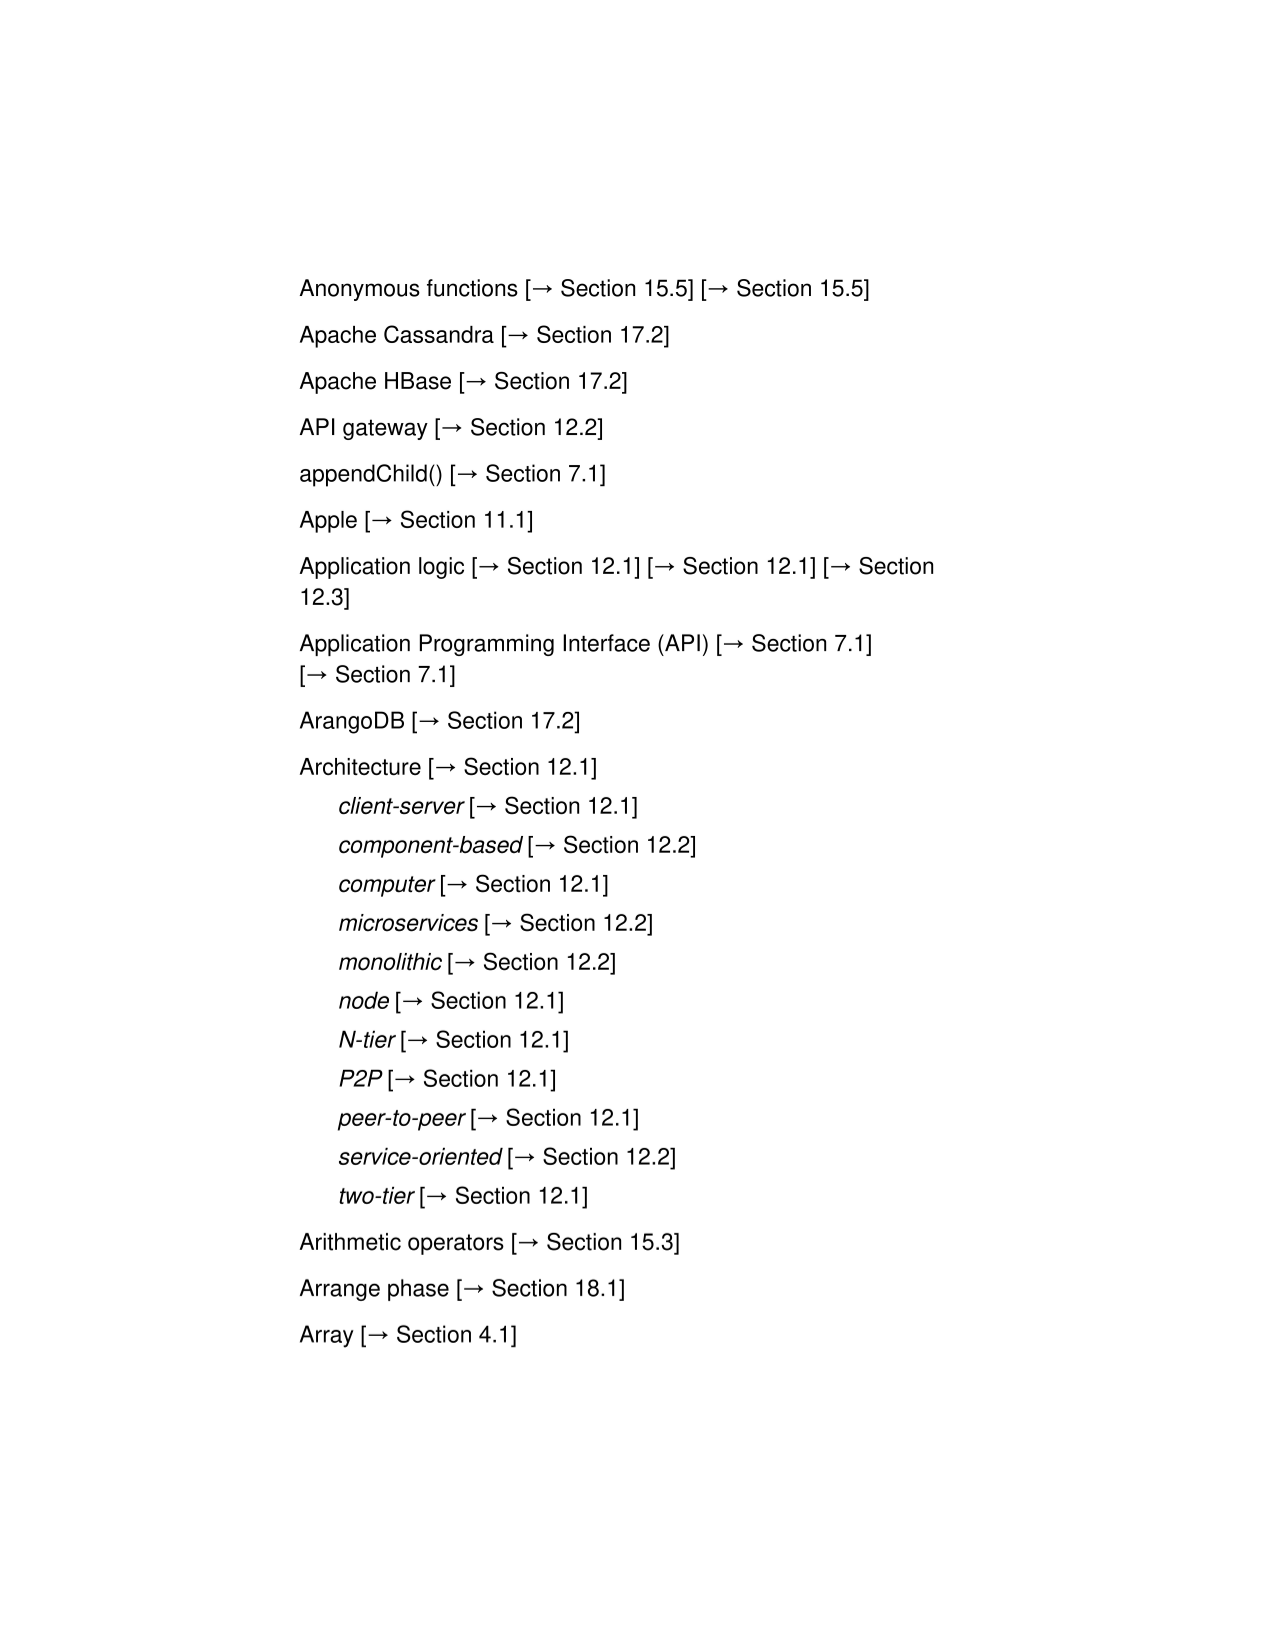 Anonymous functions [→ Section 15.5] [→ Section 15.5]
Apache Cassandra [→ Section 17.2]
Apache HBase [→ Section 17.2]
API gateway [→ Section 12.2]
appendChild() [→ Section 7.1]
Apple [→ Section 11.1]
Application logic [→ Section 12.1] [→ Section 12.1] [→ Section
12.3]
Application Programming Interface (API) [→ Section 7.1]
[→ Section 7.1]
ArangoDB [→ Section 17.2]
Architecture [→ Section 12.1]
client-server [→ Section 12.1]
component-based [→ Section 12.2]
computer [→ Section 12.1]
microservices [→ Section 12.2]
monolithic [→ Section 12.2]
node [→ Section 12.1]
N-tier [→ Section 12.1]
P2P [→ Section 12.1]
peer-to-peer [→ Section 12.1]
service-oriented [→ Section 12.2]
two-tier [→ Section 12.1]
Arithmetic operators [→ Section 15.3]
Arrange phase [→ Section 18.1]
Array [→ Section 4.1]